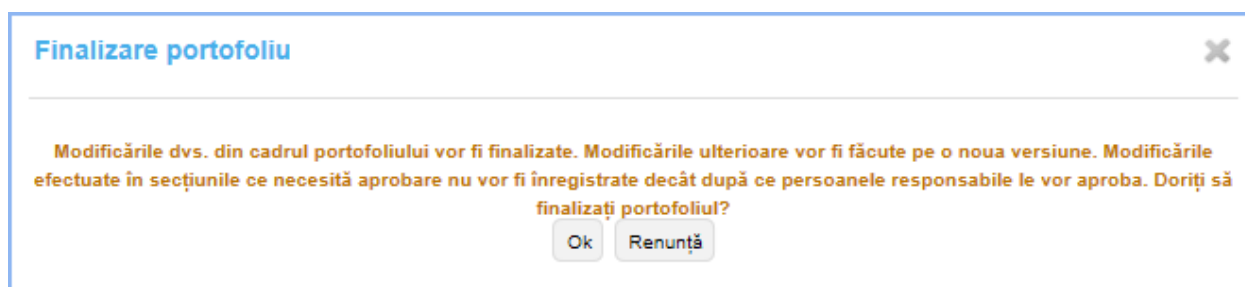 Finalizare portofoliu
Modificările dvs. din cadrul portofoliului vor fi finalizate. Modificările ulterioare vor fi făcute pe o noua versiune. Modificările
efectuate în secțiunile ce necesită aprobare nu vor fi înregistrate decât după ce persoanele responsabile le vor aproba. Doriți să
finalizați portofoliul?
Ok Renunță